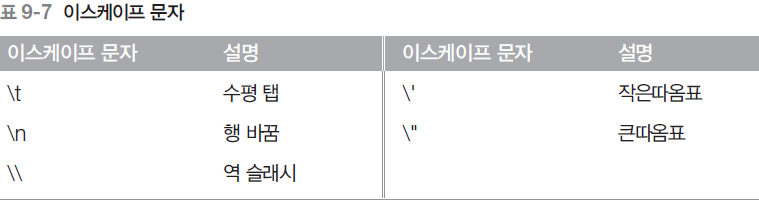 표 9-7 이스케이프 문자
이스케이프 문자 설명 이스케이프 문자 설명
\t 수평 탭 \' 작은따옴표
\n 행 바꿈 \" 큰따옴표
\\ 역 슬래시